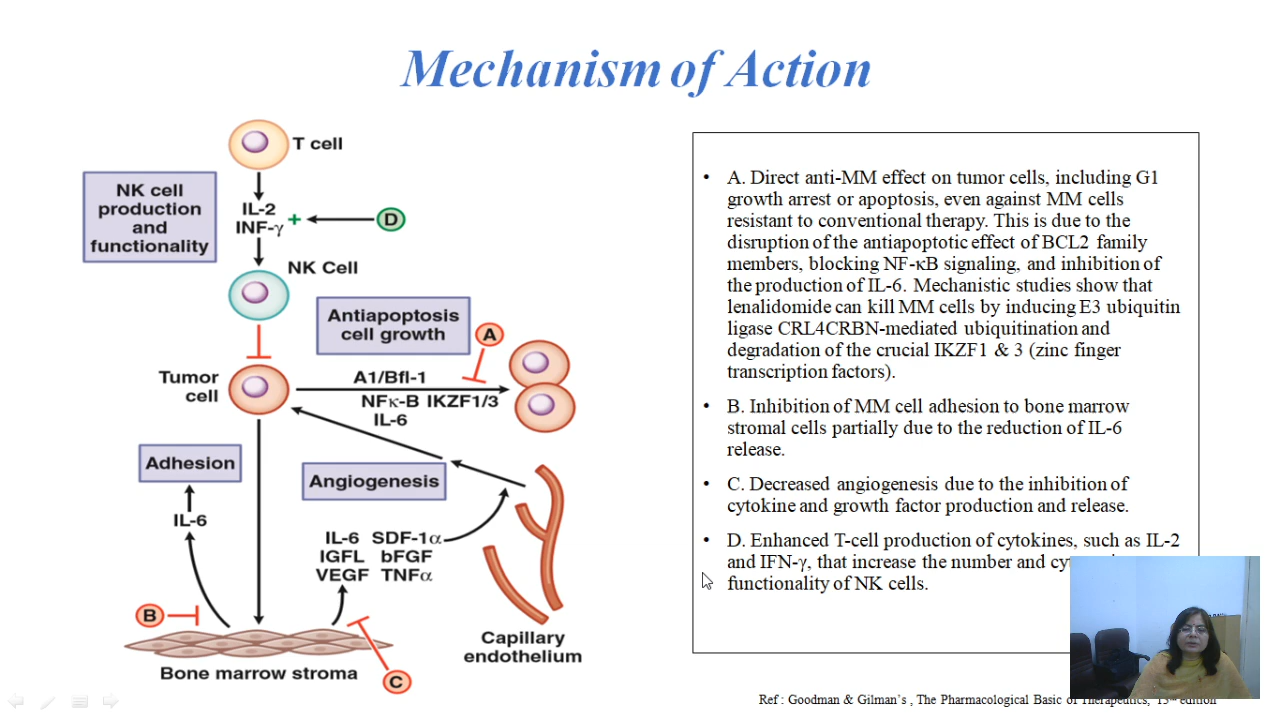 Mechanism of Action
T cell
NK cell
production
and
functionality
IL-2
INF-γ
+
D
NK Cell
Antiapoptosis
cell growth
A
Tumor
cell
A1/Bfl-1
NFκ-B IKZF1/3
IL-6
Adhesion
Angiogenesis
IL-6
IL-6 SDF-1α
IGFL bFGF
VEGF TNFα
B
Capillary
endothelium
Bone marrow stroma
C
• A. Direct anti-MM effect on tumor cells, including G1
growth arrest or apoptosis, even against MM cells
resistant to conventional therapy. This is due to the
disruption of the antiapoptotic effect of BCL2 family
members, blocking NF-κB signaling, and inhibition of
the production of IL-6. Mechanistic studies show that
lenalidomide can kill MM cells by inducing E3 ubiquitin
ligase CRL4CRBN-mediated ubiquitination and
degradation of the crucial IKZF1 & 3 (zinc finger
transcription factors).
• B. Inhibition of MM cell adhesion to bone marrow
stromal cells partially due to the reduction of IL-6
release.
• C. Decreased angiogenesis due to the inhibition of
cytokine and growth factor production and release.
• D. Enhanced T-cell production of cytokines, such as IL-2
and IFN-γ, that increase the number and
functionality of NK cells.
Ref : Goodman & Gilman's , The Pharmacological Basic of Therapeutics, edition